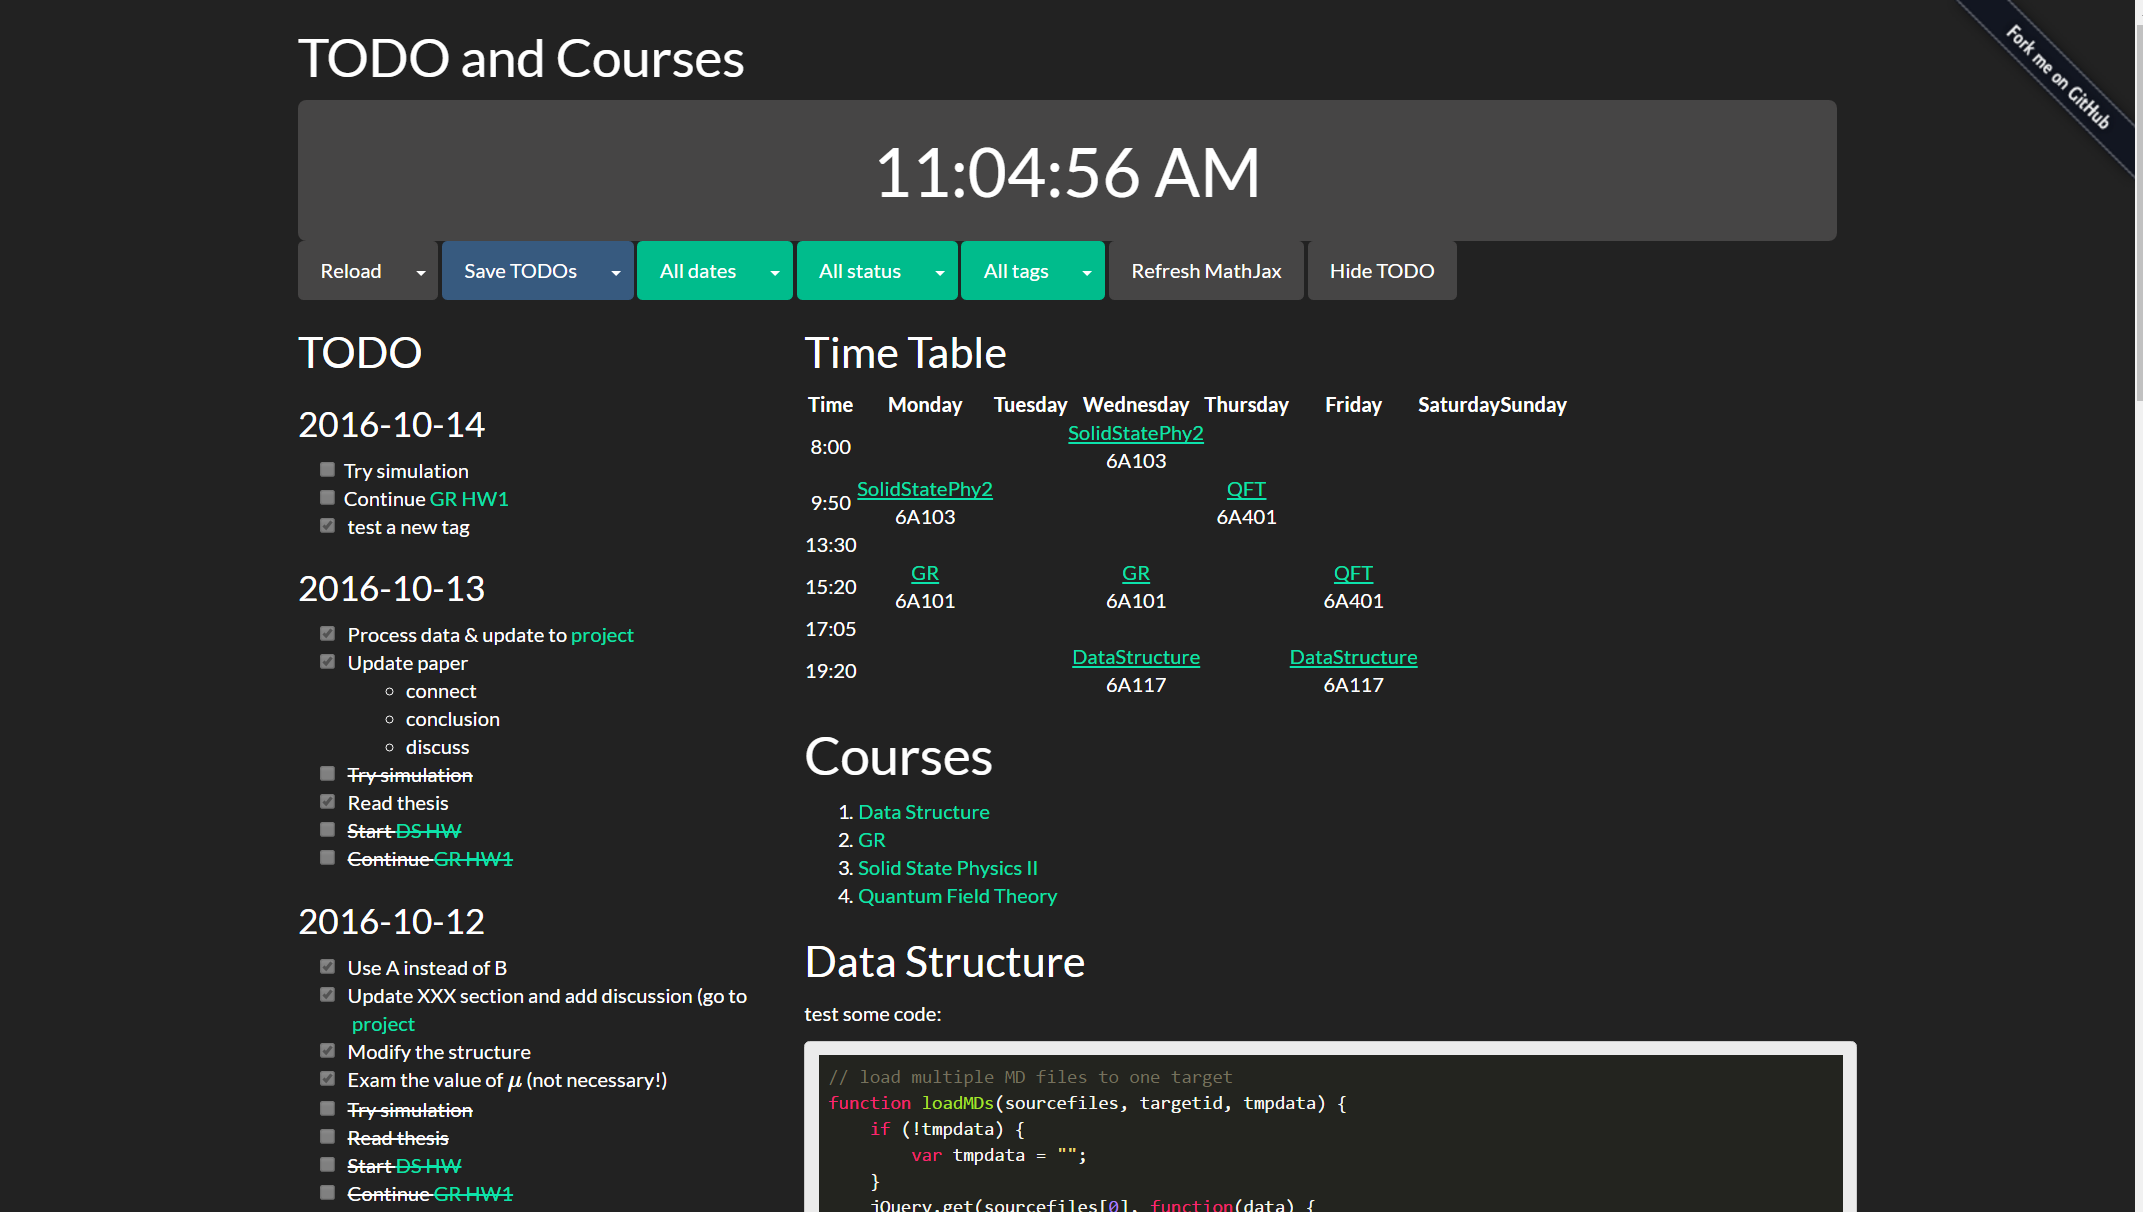 TODO and Courses
Fork me on GitHub
11:04:56 AM
Reload Save TODOs All dates All status All tags Refresh MathJax Hide TODO
TODO
2016-10-14
Try simulation
Continue GR HW1
test a new tag
2016-10-13
Process data & update to project
Update paper
connect
conclusion
discuss
Try simulation
Read thesis
Start DS HW
Continue GR HW1
2016-10-12
Use A instead of B
Update XXX section and add discussion (go to
project
Modify the structure
Exam the value of μ (not necessary!)
Try simulation
Read thesis
Start DS HW
Continue GR HW1
Time Table
Time Monday Tuesday Wednesday Thursday Friday Saturday Sunday
8:00 SolidStatePhy2
6A103
9:50 SolidStatePhy2 QFT
6A103 6A401
13:30
15:20 GR GR QFT
6A101 6A101 6A401
17:05
19:20 DataStructure DataStructure
6A117 6A117
Courses
1. Data Structure
2. GR
3. Solid State Physics II
4. Quantum Field Theory
Data Structure
test some code:
// load multiple MD files to one target
function loadMDs(sourcefiles, targetid, tmpdata) {
if (!tmpdata) {
var tmpdata = "";
}
jQuery.get(sourcefiles[0], function(data) {